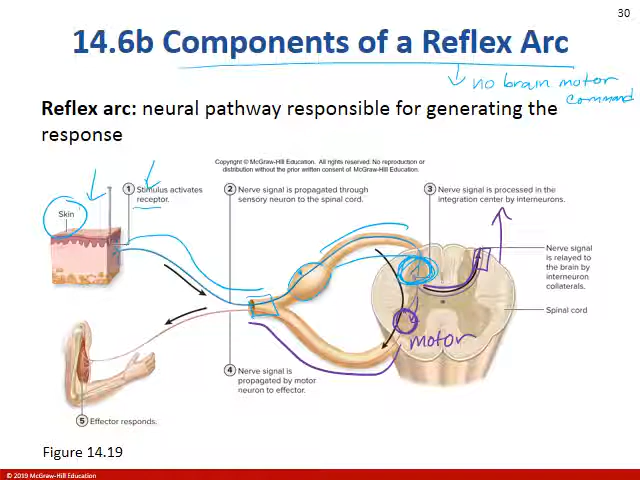 30
14.6b Components of a Reflex Arc
no brain motor
command
Reflex arc: neural pathway responsible for generating the
response
Copyright © McGraw-Hill Education. All rights reserved. No reproduction or
distribution without the prior written consent of McGraw-Hill Education.
1 Stimulus activates
receptor.
2 Nerve signal is propagated through
sensory neuron to the spinal cord.
3 Nerve signal is processed in the
integration center by interneurons.
Skin
Nerve signal
is relayed to
the brain by
interneuron
collaterals.
Spinal cord
motor
4 Nerve signal is
propagated by motor
neuron to effector.
5 Effector responds.
Figure 14.19
© 2019 McGraw-Hill Education